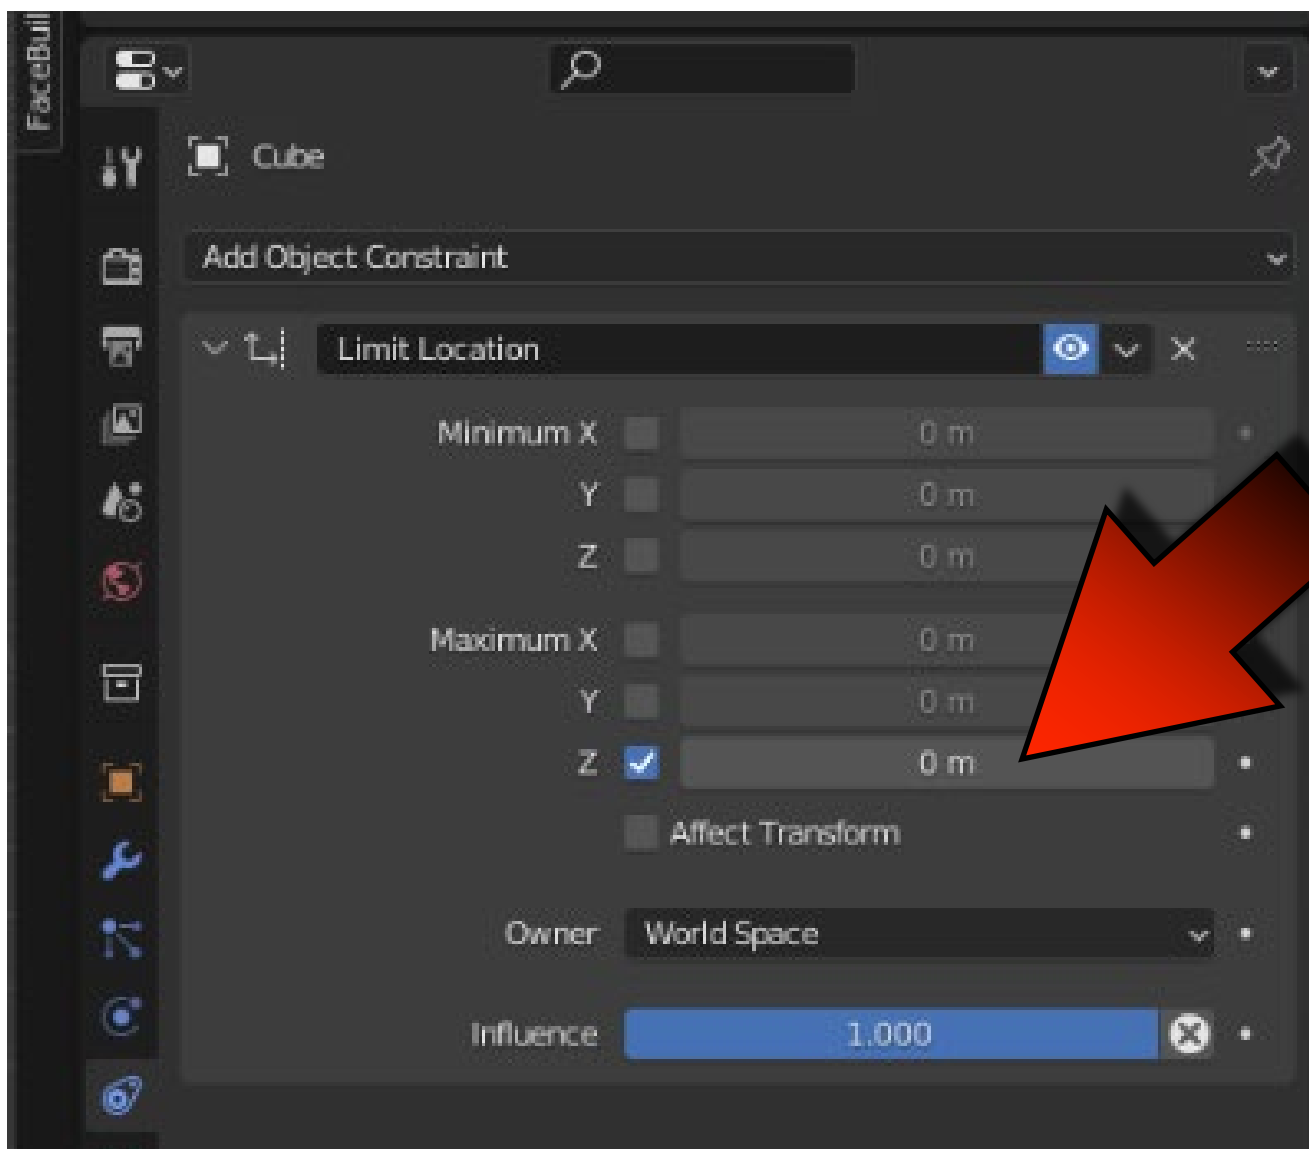 FaceBuil
Cube
Add Object Constraint
Limit Location
Minimum X 0 m
Y 0 m
Z 0 m
Maximum X 0 m
Y 0 m
Z 0 m
Affect Transform
Owner World Space
Influence 1.000